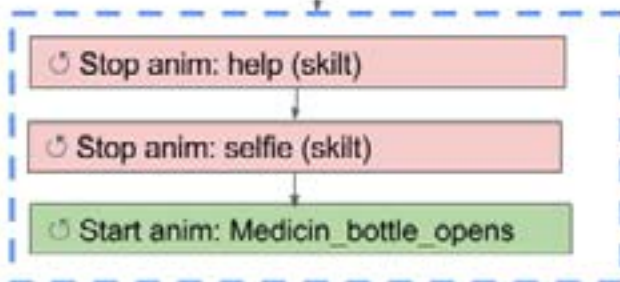 ↺ Stop anim: help (skilt)
↺ Stop anim: selfie (skilt)
↺ Start anim: Medicin_bottle_opens